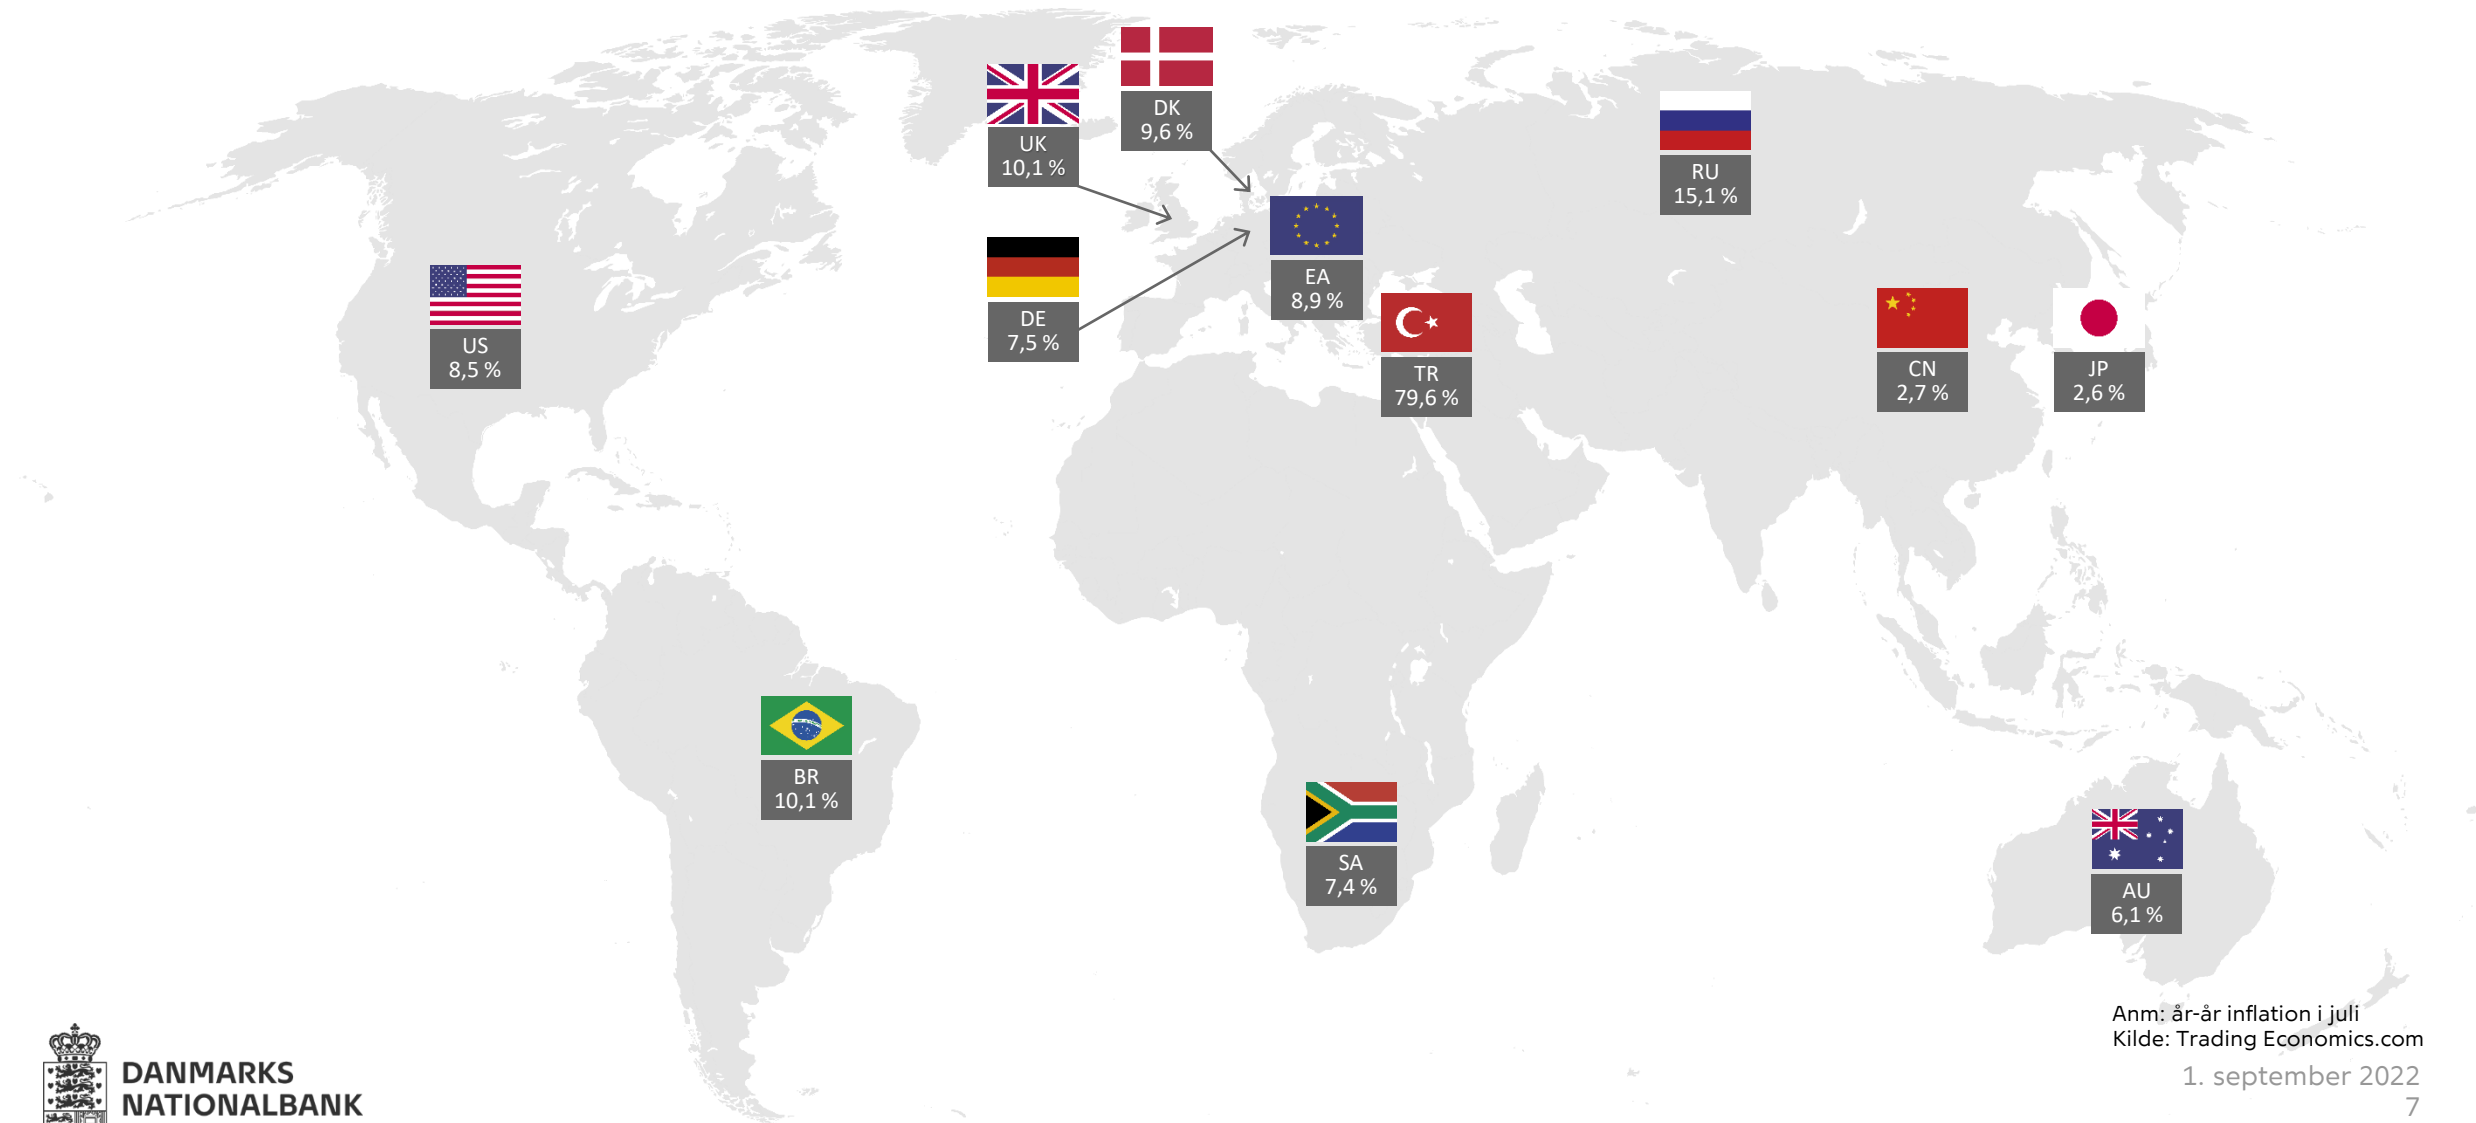 DK
9,6 %
UK
10,1 %
RU
15,1 %
EA
8,9 %
DE
7,5 %
US
8,5 %
TR
79,6 %
CN
2,7 %
JP
2,6 %
BR
10,1 %
SA
7,4 %
AU
6,1 %
Anm: år-år inflation i juli
Kilde: Trading Economics.com
DANMARKS
NATIONALBANK
1. september 2022
7